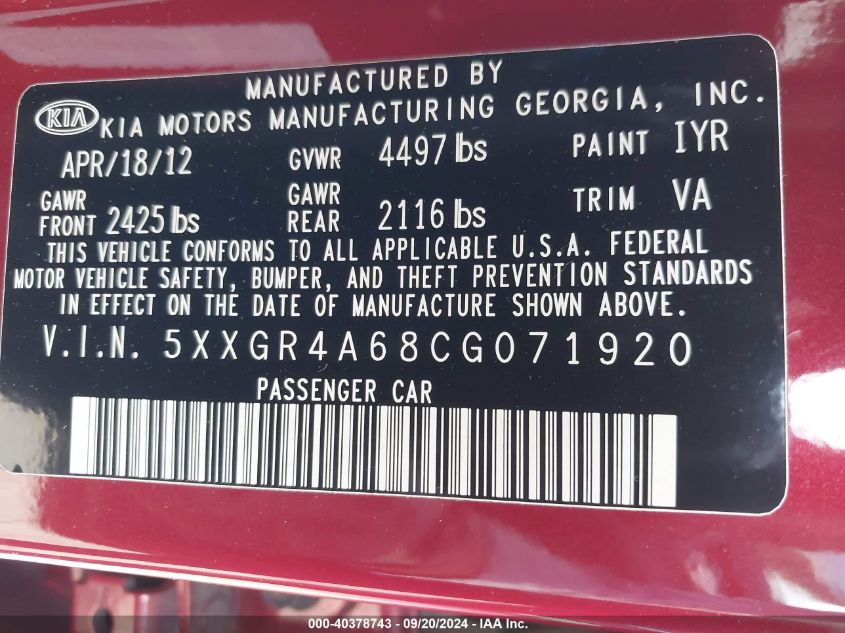 MANUFACTURED BY
KIA KIA MOTORS MANUFACTURING GEORGIA, INC.
APR/18/12 GVWR 4497 lbs PAINT IYR
GAWR FRONT 2425 lbs GAWR REAR 2116 lbs TRIM VA
THIS VEHICLE CONFORMS TO ALL APPLICABLE U.S.A. FEDERAL
MOTOR VEHICLE SAFETY, BUMPER, AND THEFT PREVENTION STANDARDS
IN EFFECT ON THE DATE OF MANUFACTURE SHOWN ABOVE.
V.I.N. 5XXGR4A68CG071920
PASSENGER CAR
000-40378743 - 09/20/2024 - IAA Inc.